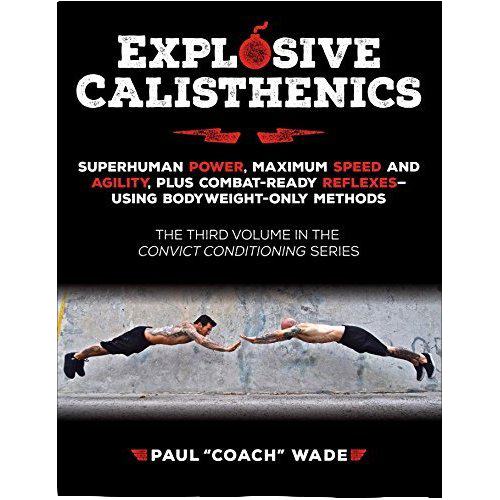 EXPLOSIVE
CALISTHENICS
SUPERHUMAN POWER, MAXIMUM SPEED AND
AGILITY, PLUS COMBAT-READY REFLEXES—
USING BODYWEIGHT-ONLY METHODS
THE THIRD VOLUME IN THE
CONVICT CONDITIONING SERIES
PAUL "COACH" WADE